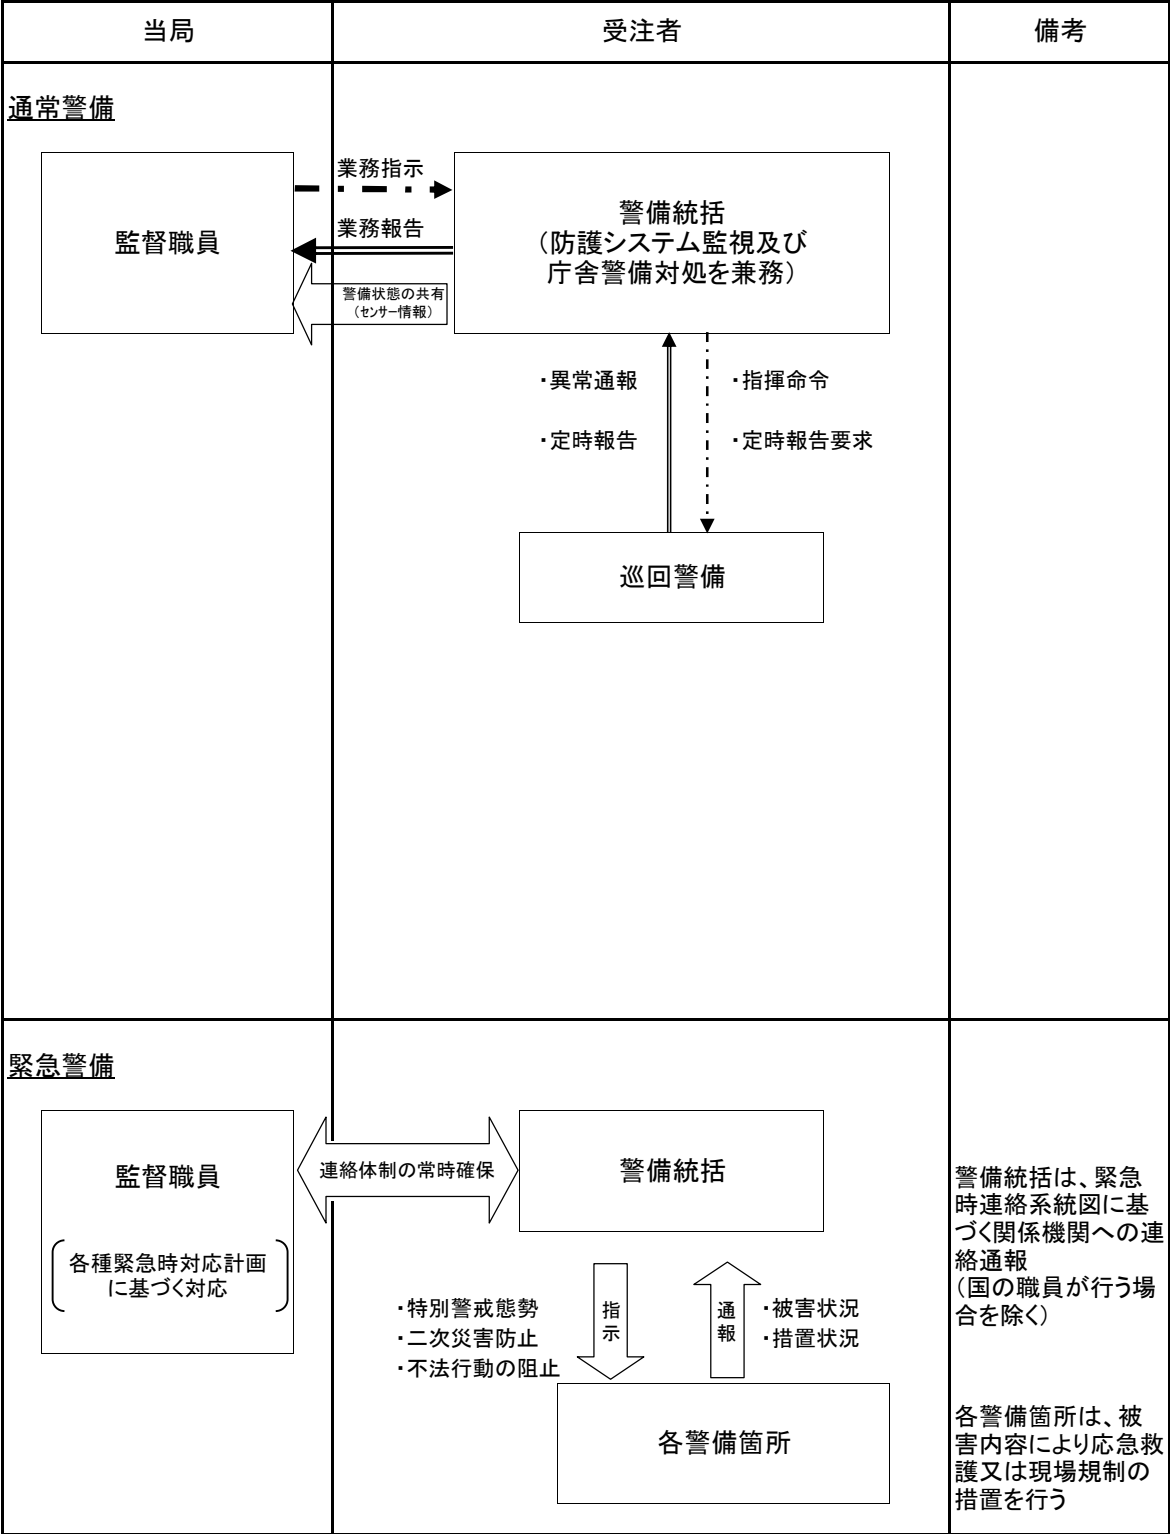 当局
受注者
備考
通常警備
監督職員
業務指示
業務報告
警備状態の共有
（センサー情報）
警備統括
（防護システム監視及び
庁舎警備対処を兼務）
・異常通報
・定時報告
・指揮命令
・定時報告要求
巡回警備
緊急警備
監督職員
各種緊急時対応計画
に基づく対応
連絡体制の常時確保
警備統括
・特別警戒態勢
・二次災害防止
・不法行動の阻止
指
示
通
報
・被害状況
・措置状況
各警備箇所
警備統括は、緊急
時連絡系統図に基
づく関係機関への連
絡通報
（国の職員が行う場
合を除く）
各警備箇所は、被
害内容により応急救
護又は現場規制の
措置を行う